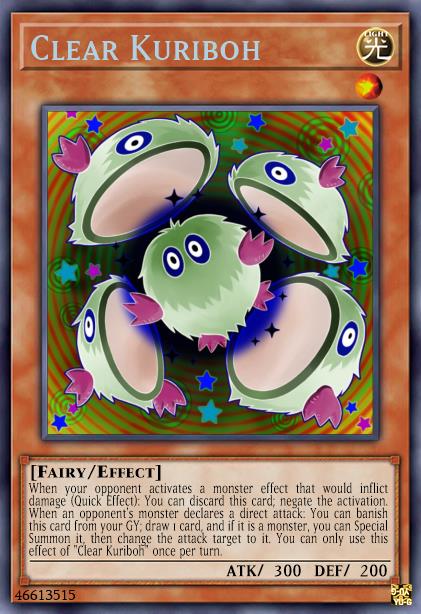 CLEAR KURIBOH
LIGHT
光
[FAIRY/EFFECT]
When your opponent activates a monster effect that would inflict
damage (Quick Effect): You can discard this card; negate the activation.
When an opponent's monster declares a direct attack: You can banish
this card from your GY; draw 1 card, and if it is a monster, you can Special
Summon it, then change the attack target to it. You can only use this
effect of "Clear Kuriboh" once per turn.
ATK/ 300 DEF/ 200
46613515